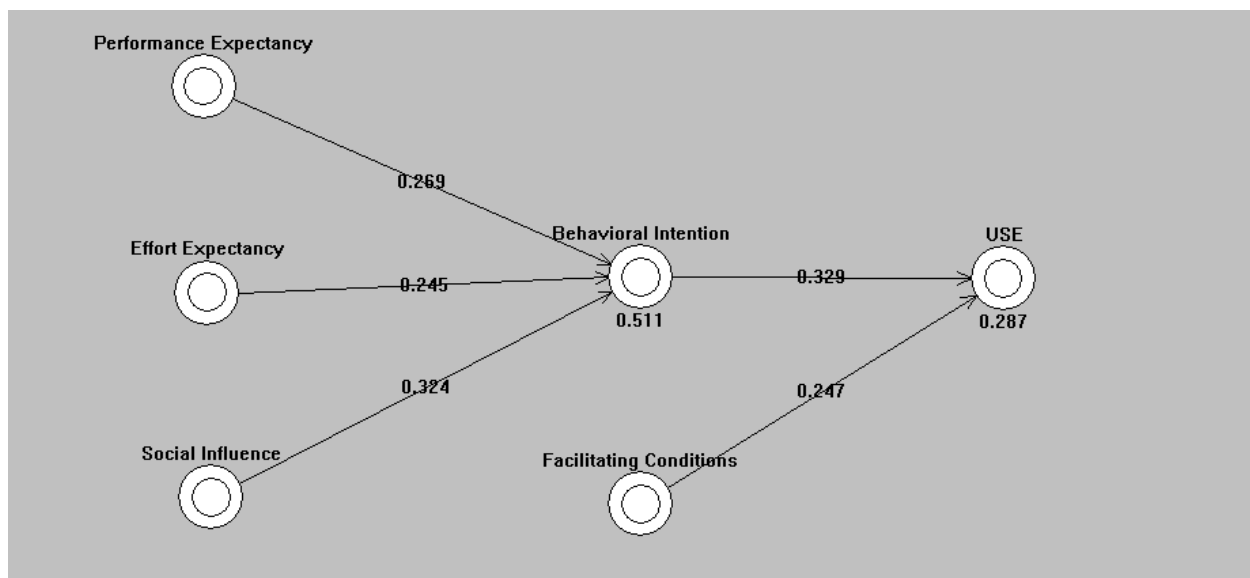 Performance Expectancy
0.269
Effort Expectancy
Behavioral Intention
USE
0.245
0.329
0.511
0.287
0.324
0.247
Social Influence
Facilitating Conditions